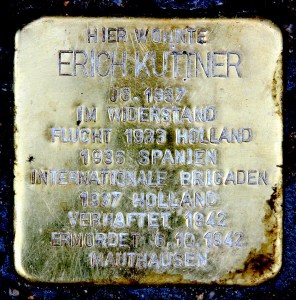 HIER WOHNTE
ERICH KUTTNER
JG. 1887
IM WIDERSTAND
FLUCHT 1933 HOLLAND
1936 SPANIEN
INTERNATIONALE BRIGADEN
1937 HOLLAND
VERHAFTET 1942
ERMORDET 6.10.1942
MAUTHAUSEN